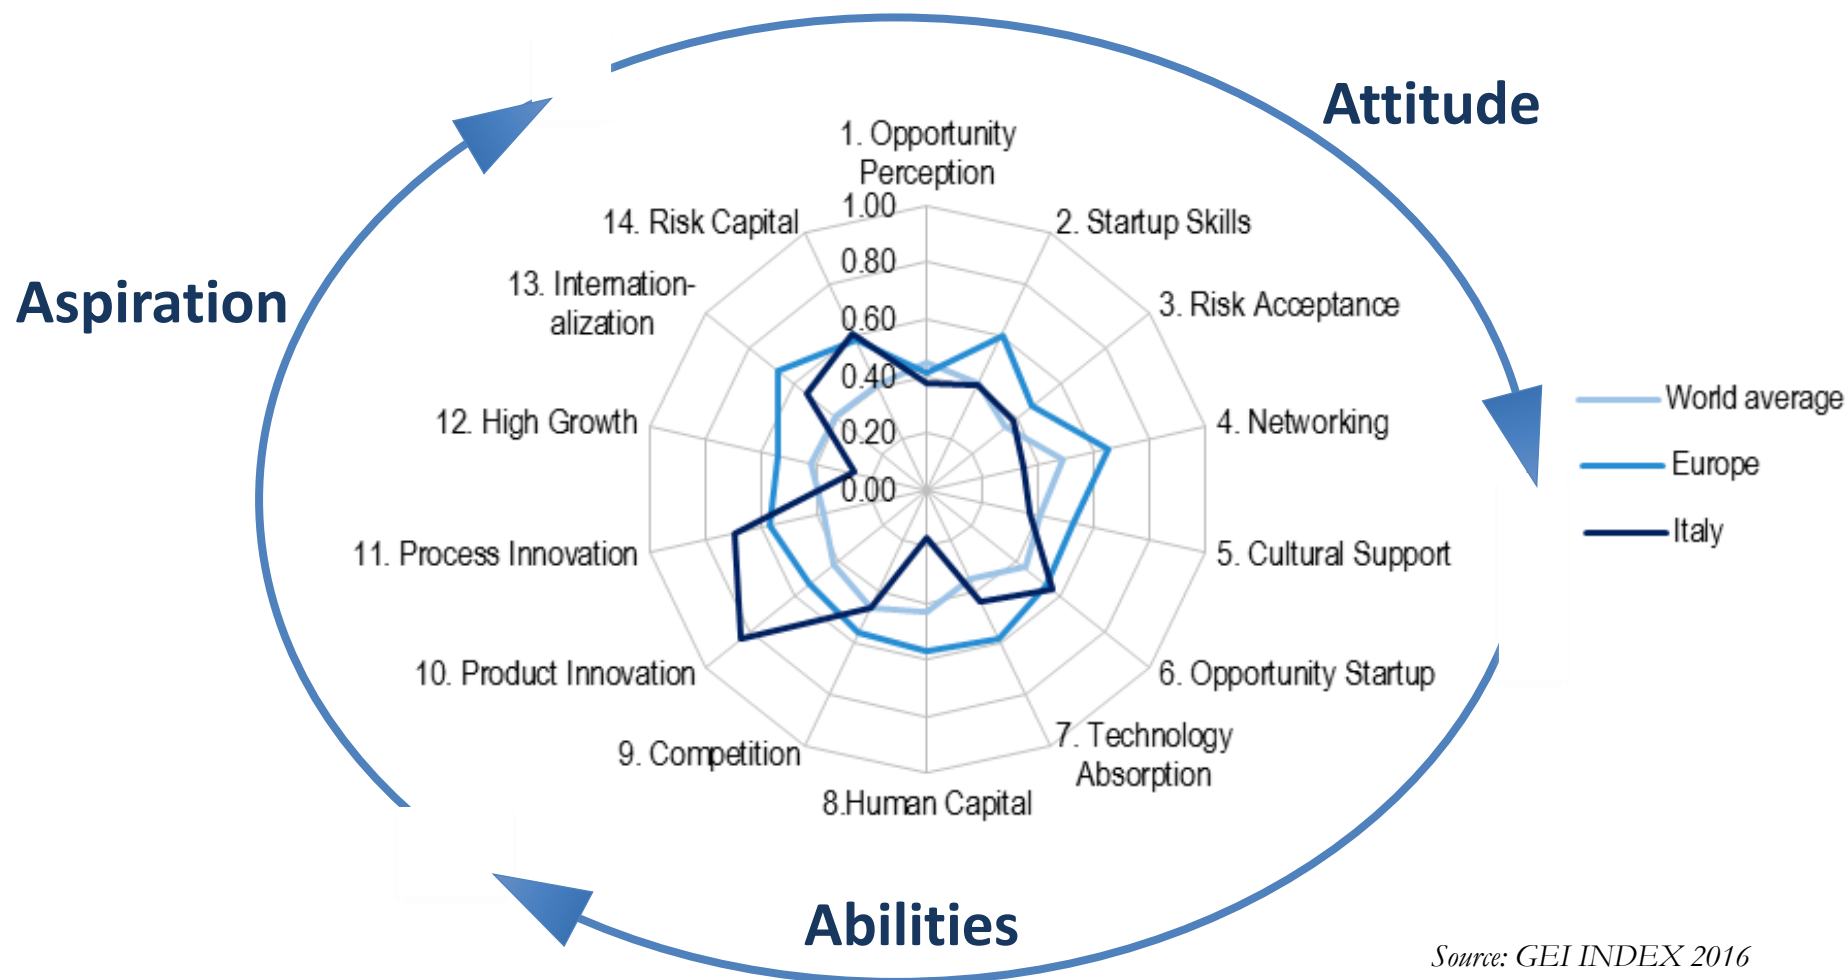 Attitude
1. Opportunity
Perception
1.00
14. Risk Capital
2. Startup Skills
0.80
13. Internation-
alization
Aspiration
3. Risk Acceptance
0.60
0.40
World average
12. High Growth
4. Networking
0.20
Europe
0.00
Italy
11. Process Innovation
5. Cultural Support
10. Product Innovation
6. Opportunity Startup
9. Competition
7. Technology
Absorption
8.Human Capital
Abilities
Source: GEI INDEX 2016